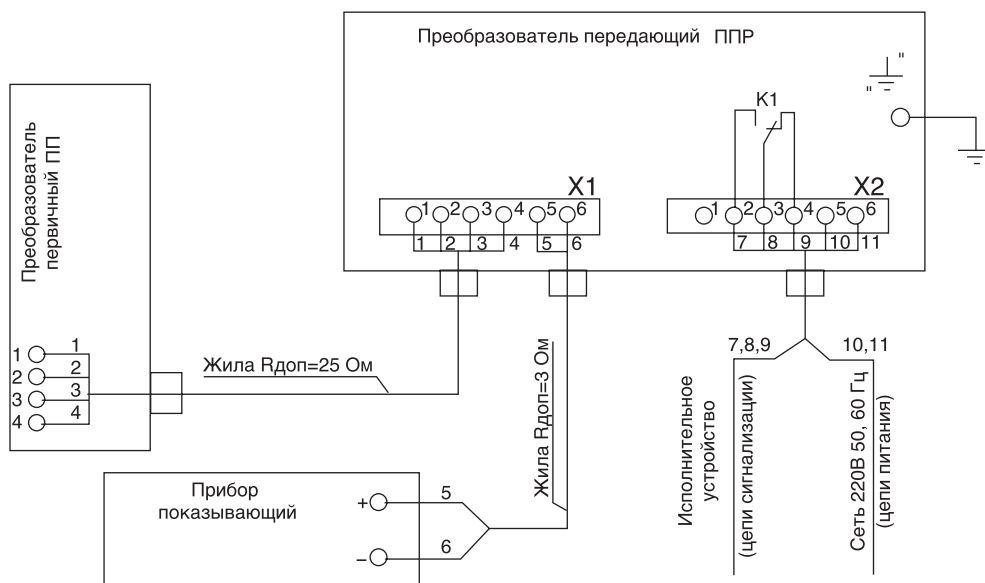 Преобразователь передающий ППР
"
"
K1
X1
X2
1 2 3 4 5 6
1 2 3 4 5 6
1 2 3 4 5 6
7 8 9 10 11
Преобразователь
первичный ПП
1 1
2 2
3 3
4 4
Жила Rдоп=25 Ом
Жила Rдоп=3 Ом
7,8,9
10,11
Исполнительное
устройство
(цепи сигнализации)
Сеть 220В 50, 60 Гц
(цепи питания)
Прибор
показывающий
+ 5
– 6